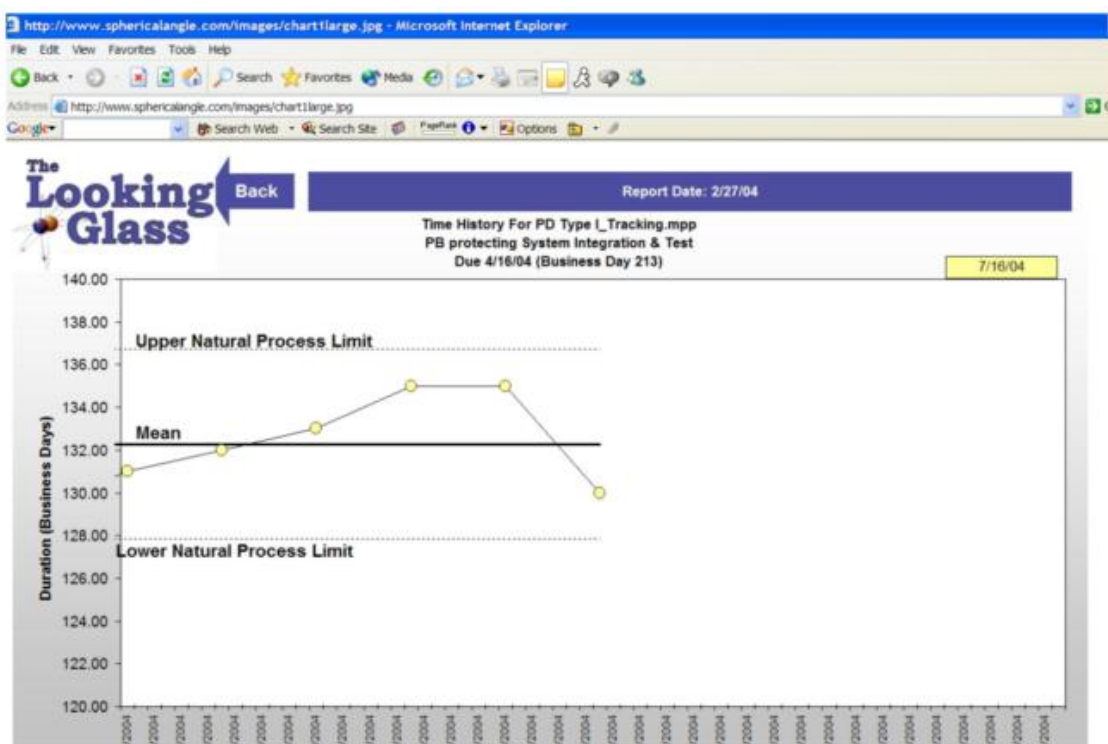 http://www.sphericalangle.com/images/chart1large.jpg - Microsoft Internet Explorer
File Edit View Favorites Tools Help
Back Search Favorites Media
Address http://www.sphericalangle.com/images/chart1large.jpg
Google Search Web Search Site PageRank Options
The
Looking
Glass
Back
Report Date: 2/27/04
Time History For PD Type I_Tracking.mpp
PB protecting System Integration & Test
Due 4/16/04 (Business Day 213)
7/16/04
140.00
138.00
Upper Natural Process Limit
136.00
134.00
Mean
132.00
130.00
128.00
Lower Natural Process Limit
126.00
124.00
122.00
120.00
Duration (Business Days)